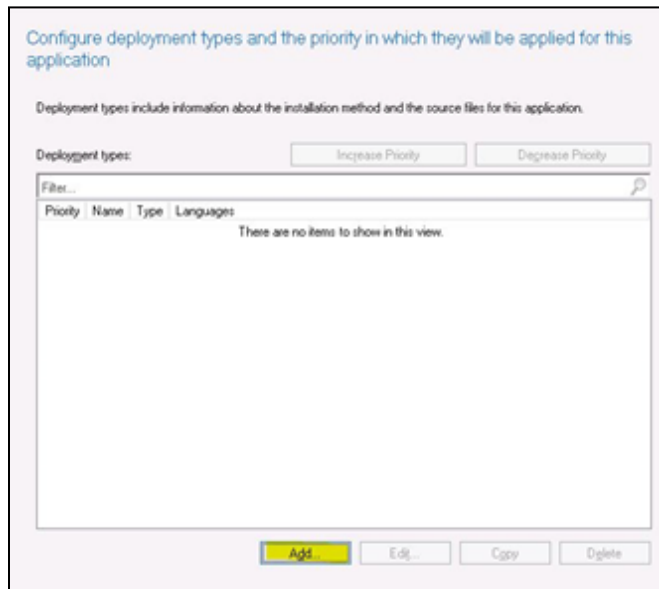 Configure deployment types and the priority in which they will be applied for this
application
Deployment types include information about the installation method and the source files for this application.
Deployment types: Increase Priority Decrease Priority
Filter...
Priority Name Type Languages
There are no items to show in this view.
Add... Edit... Copy Delete